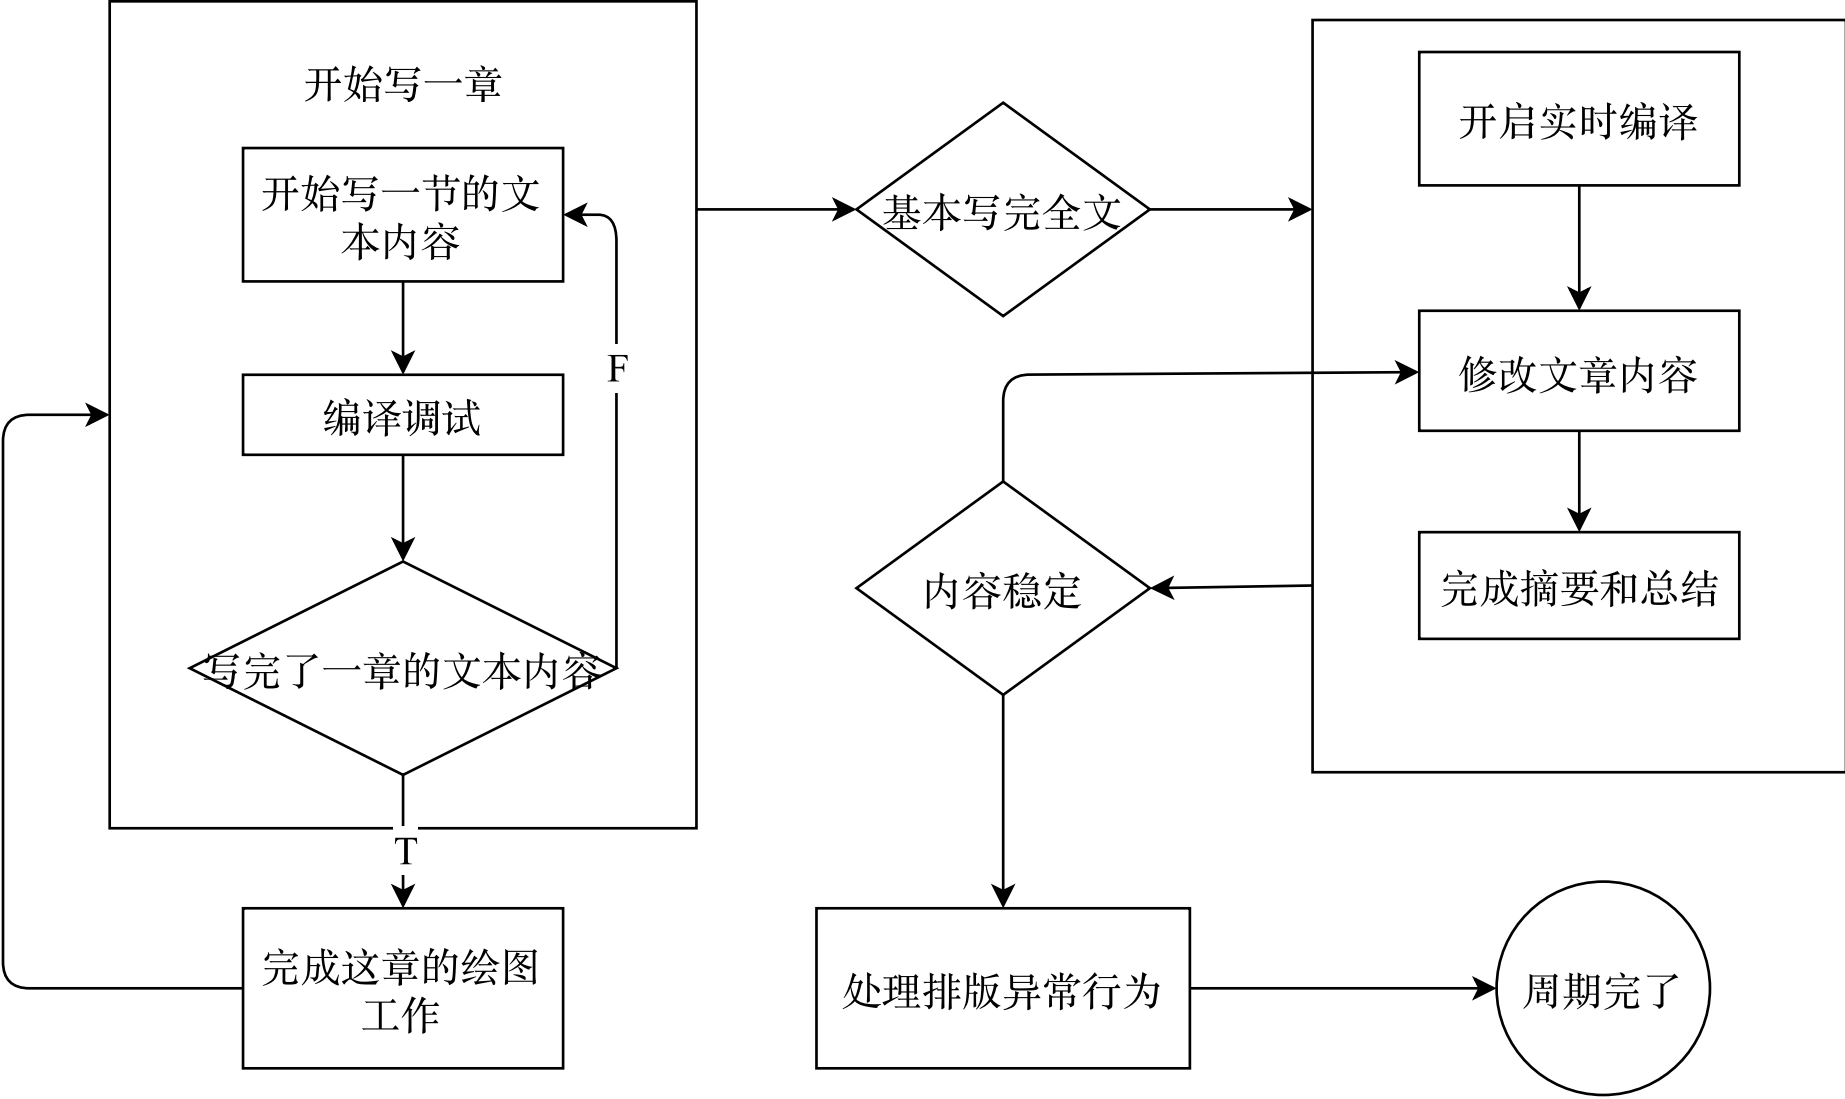 开始写一章
开始写一节的文
本内容
编译调试
F
写完了一章的文本内容
T
完成这章的绘图
工作
基本写完全文
内容稳定
处理排版异常行为
开启实时编译
修改文章内容
完成摘要和总结
周期完了